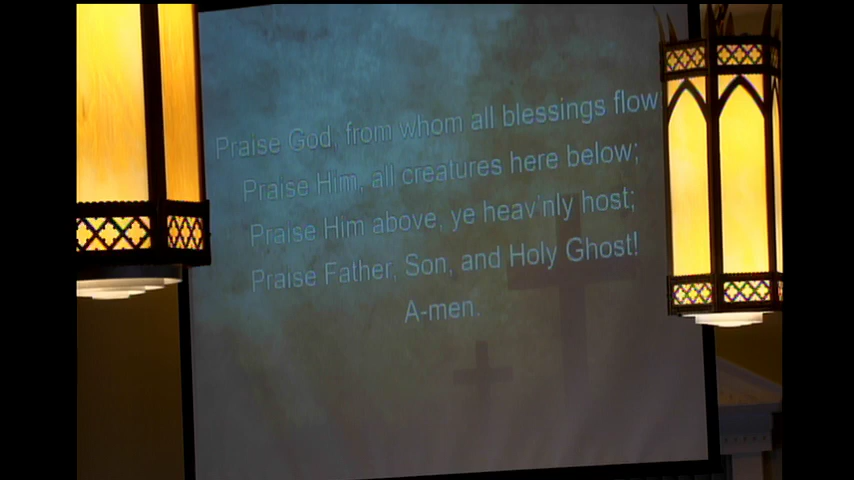 Praise God, from whom all blessings flow
Praise Him, all creatures here below;
Praise Him above, ye heav'nly host;
Praise Father, Son, and Holy Ghost!
A-men.